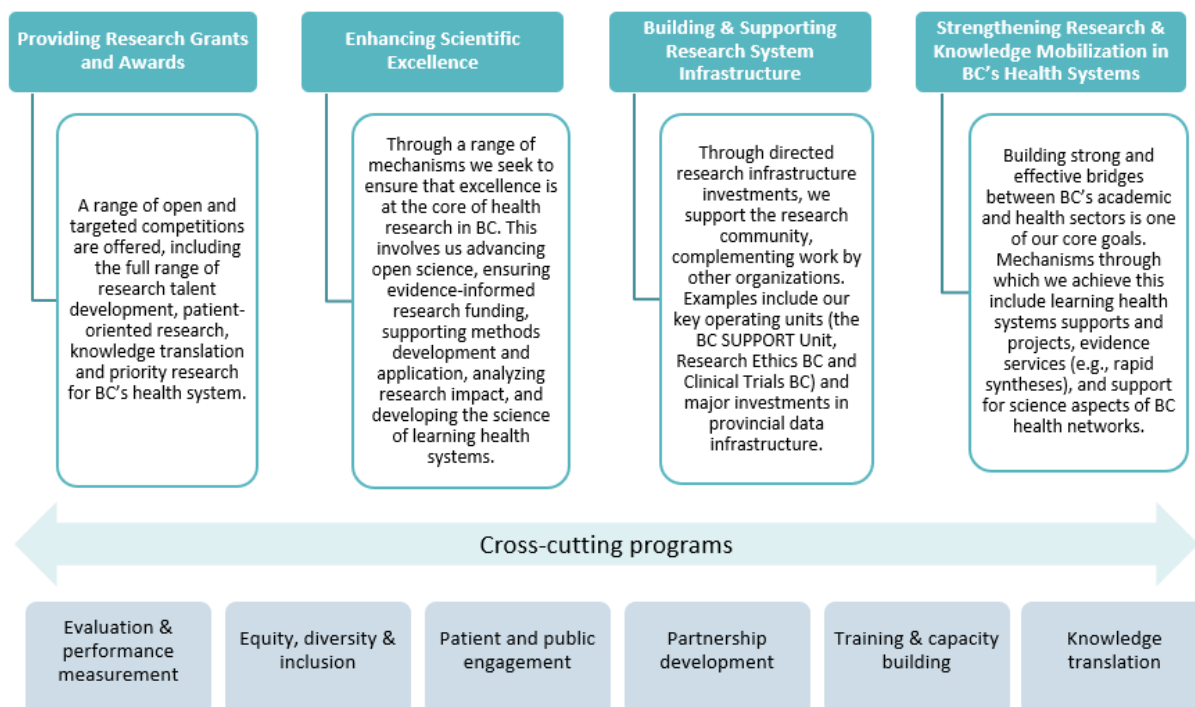 Providing Research Grants
and Awards
A range of open and
targeted competitions
are offered, including
the full range of
research talent
development, patient-
oriented research,
knowledge translation
and priority research
for BC's health system.
Enhancing Scientific
Excellence
Through a range of
mechanisms we seek to
ensure that excellence is
at the core of health
research in BC. This
involves us advancing
open science, ensuring
evidence-informed
research funding,
supporting methods
development and
application, analyzing
research impact, and
developing the science
of learning health
systems.
Building & Supporting
Research System
Infrastructure
Through directed
research infrastructure
investments, we
support the research
community,
complementing work by
other organizations.
Examples include our
key operating units (the
BC SUPPORT Unit,
Research Ethics BC and
Clinical Trials BC) and
major investments in
provincial data
infrastructure.
Strengthening Research &
Knowledge Mobilization in
BC's Health Systems
Building strong and
effective bridges
between BC's academic
and health sectors is one
of our core goals.
Mechanisms through
which we achieve this
include learning health
systems supports and
projects, evidence
services (e.g., rapid
syntheses), and support
for science aspects of BC
health networks.
Cross-cutting programs
Evaluation &
performance
measurement
Equity, diversity &
inclusion
Patient and public
engagement
Partnership
development
Training & capacity
building
Knowledge
translation